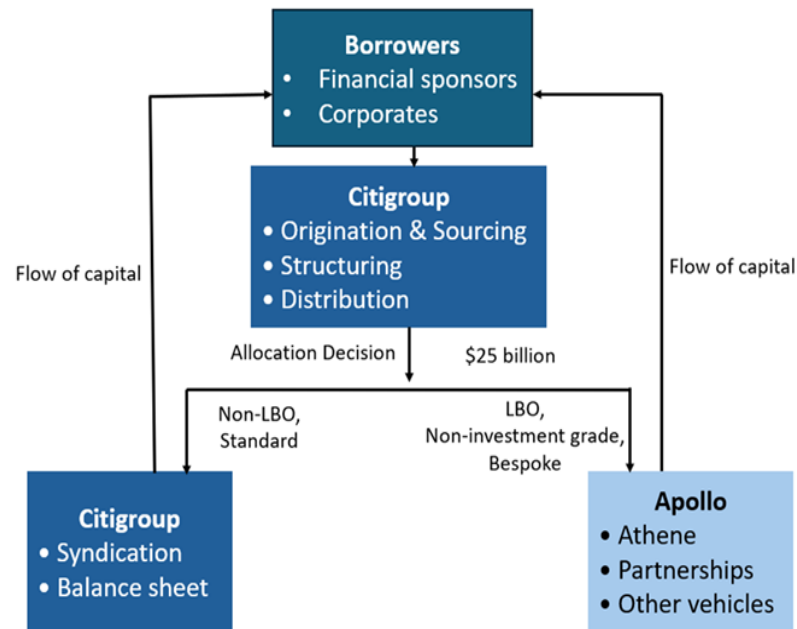 Borrowers
• Financial sponsors
• Corporates
Citigroup
• Origination & Sourcing
• Structuring
• Distribution
Flow of capital
Flow of capital
Allocation Decision
$25 billion
Non-LBO,
Standard
LBO,
Non-investment grade,
Bespoke
Citigroup
• Syndication
• Balance sheet
Apollo
• Athene
• Partnerships
• Other vehicles